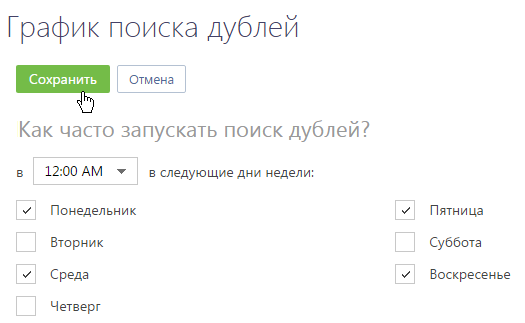 График поиска дублей
Сохранить Отмена
Как часто запускать поиск дублей?
в 12:00 AM в следующие дни недели:
Понедельник Пятница
Вторник Суббота
Среда Воскресенье
Четверг